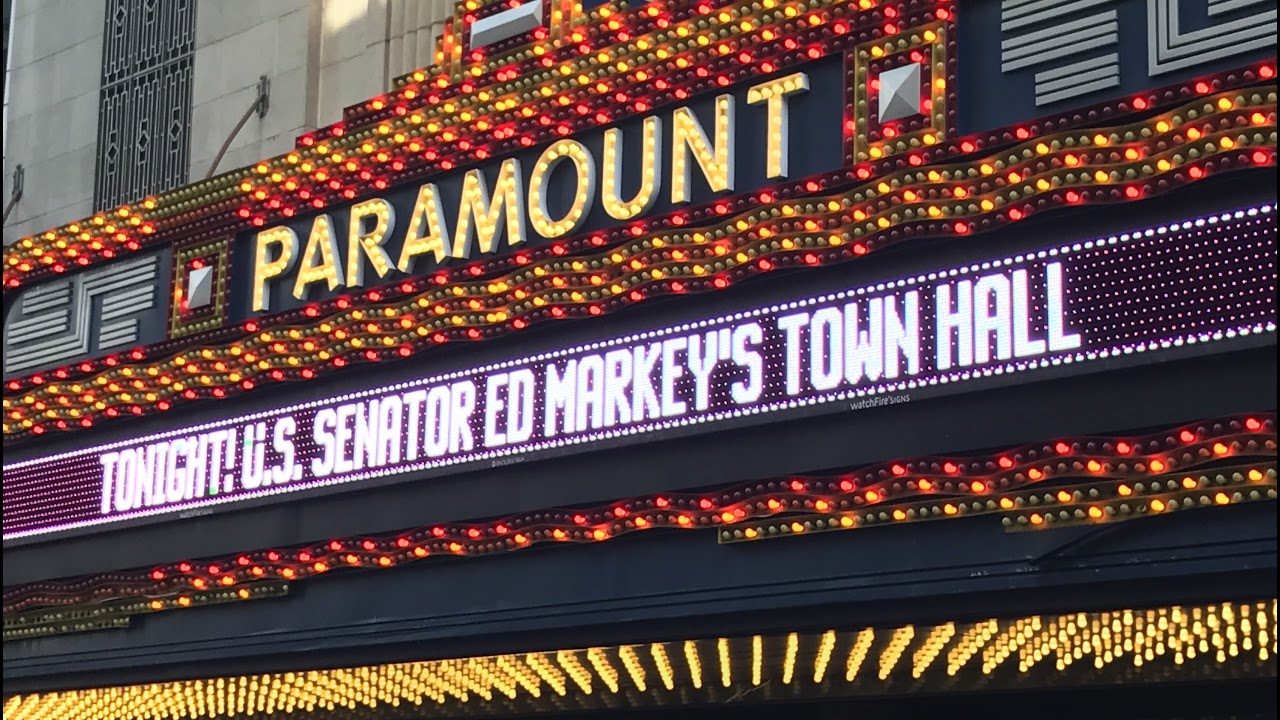 PARAMOUNT
TONIGHT! U.S. SENATOR ED MARKEY'S TOWN HALL
watchFire SIGNS